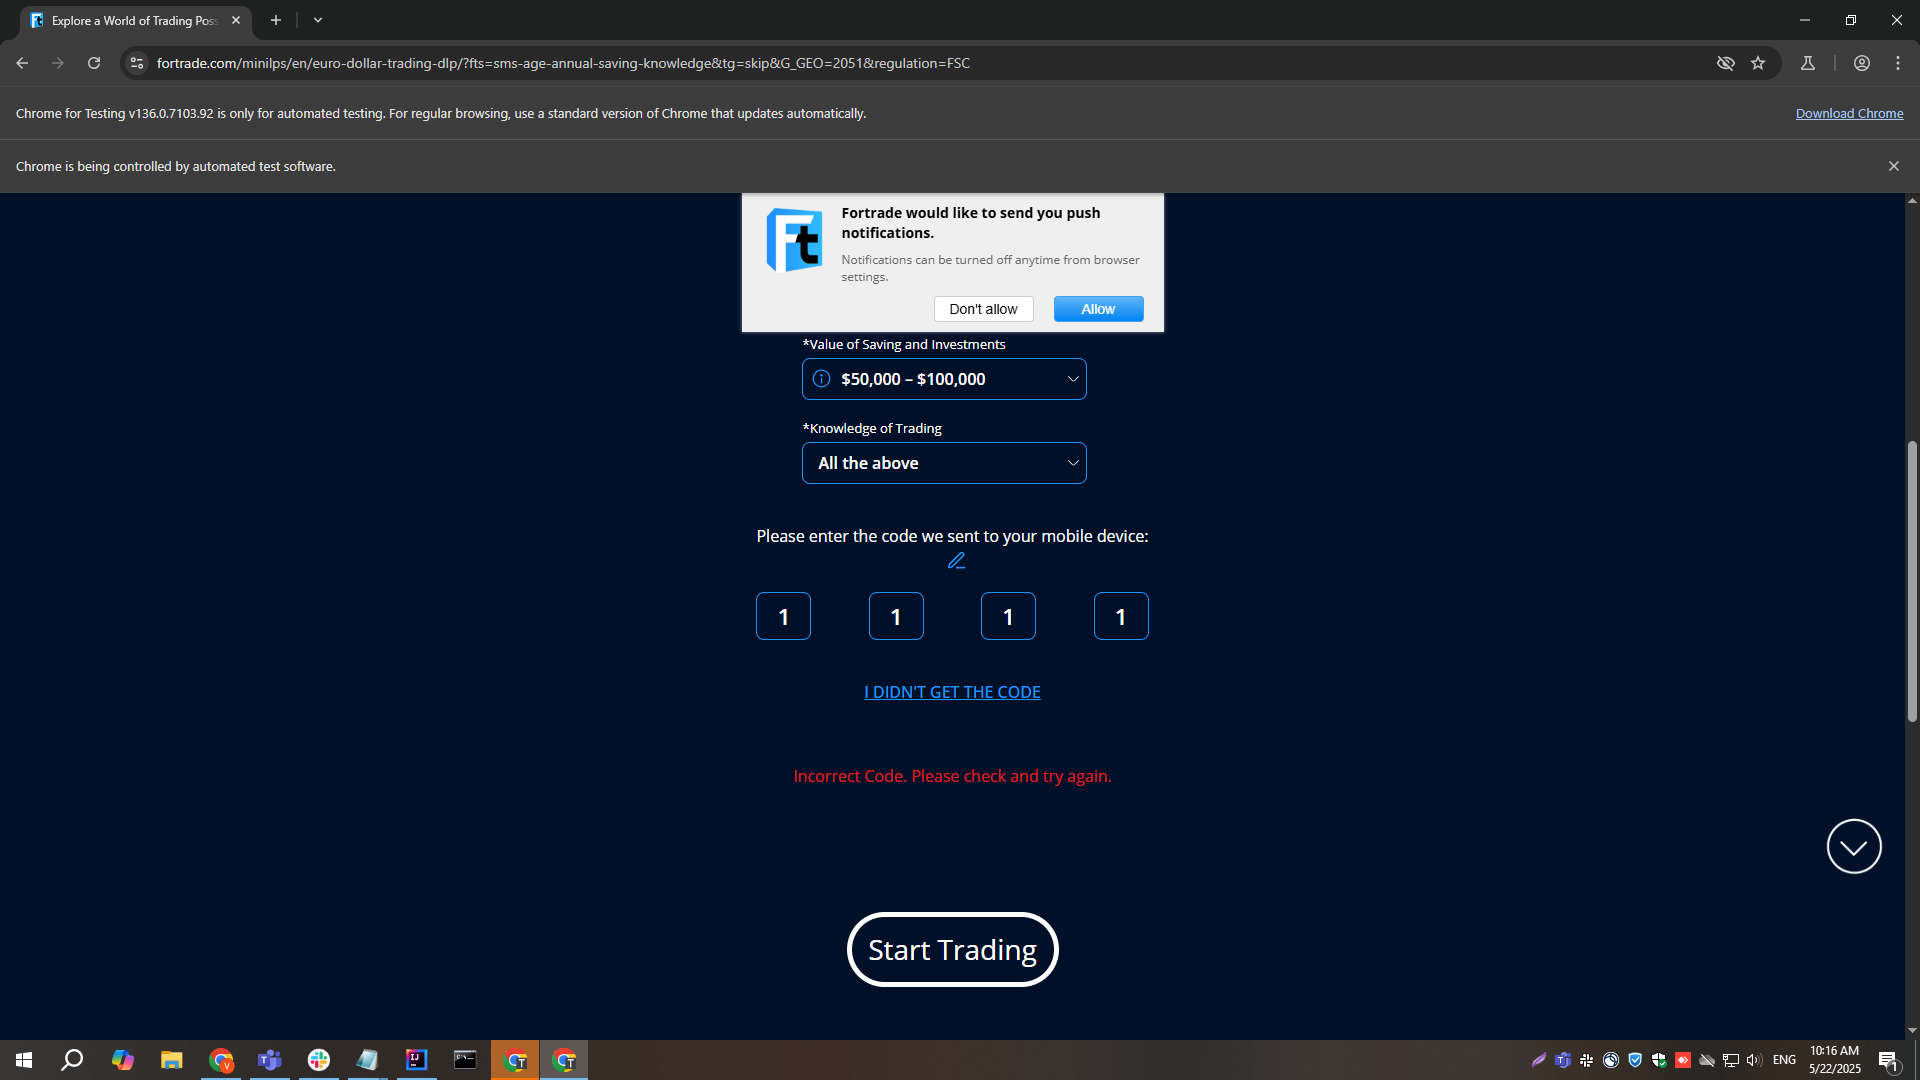 Explore a World of Trading Poss
fortrade.com/minilps/en/euro-dollar-trading-dlp/?fts=sms-age-annual-saving-knowledge&tg=skip&G_GEO=2051&regulation=FSC
Chrome for Testing v136.0.7103.92 is only for automated testing. For regular browsing, use a standard version of Chrome that updates automatically.
Download Chrome
Chrome is being controlled by automated test software.
Ft
Fortrade would like to send you push
notifications.
Notifications can be turned off anytime from browser
settings.
Don't allow
Allow
*Value of Saving and Investments
$50,000 – $100,000
*Knowledge of Trading
All the above
Please enter the code we sent to your mobile device:
1 1 1 1
I DIDN'T GET THE CODE
Incorrect Code. Please check and try again.
Start Trading
ENG
10:16 AM
5/22/2025
1